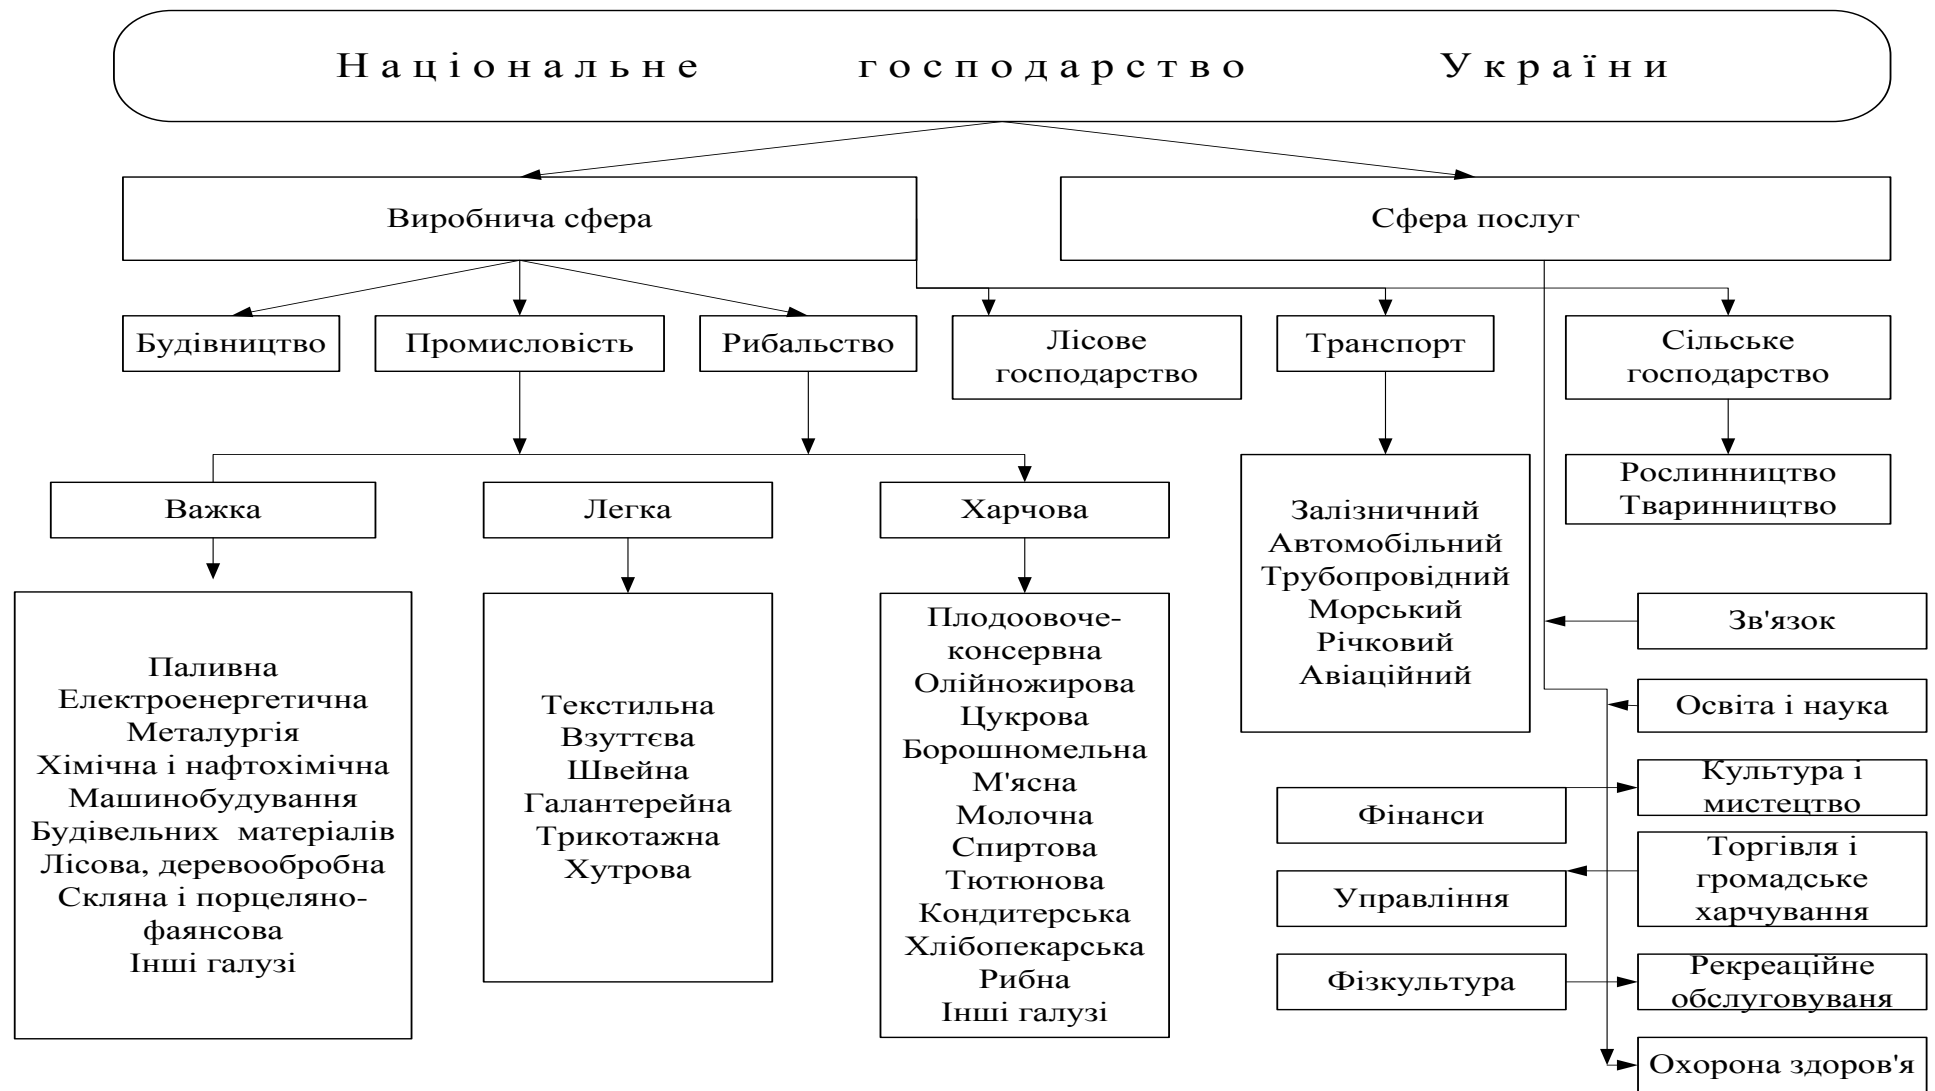 Національне господарство України
Виробнича сфера
Сфера послуг
Будівництво
Промисловість
Рибальство
Лісове
господарство
Транспорт
Сільське
господарство
Важка
Легка
Харчова
Рослинництво
Тваринництво
Паливна
Електроенергетична
Металургія
Хімічна і нафтохімічна
Машинобудування
Будівельних матеріалів
Лісова, деревообробна
Скляна і порцеляно-
фаянсова
Інші галузі
Текстильна
Взуттєва
Швейна
Галантерейна
Трикотажна
Хутрова
Плодоовоче-
консервна
Олійножирова
Цукрова
Борошномельна
М'ясна
Молочна
Спиртова
Тютюнова
Кондитерська
Хлібопекарська
Рибна
Інші галузі
Залізничний
Автомобільний
Трубопровідний
Морський
Річковий
Авіаційний
Зв'язок
Освіта і наука
Культура і
мистецтво
Фінанси
Торгівля і
громадське
харчування
Управління
Рекреаційне
обслуговуваня
Фізкультура
Охорона здоров'я